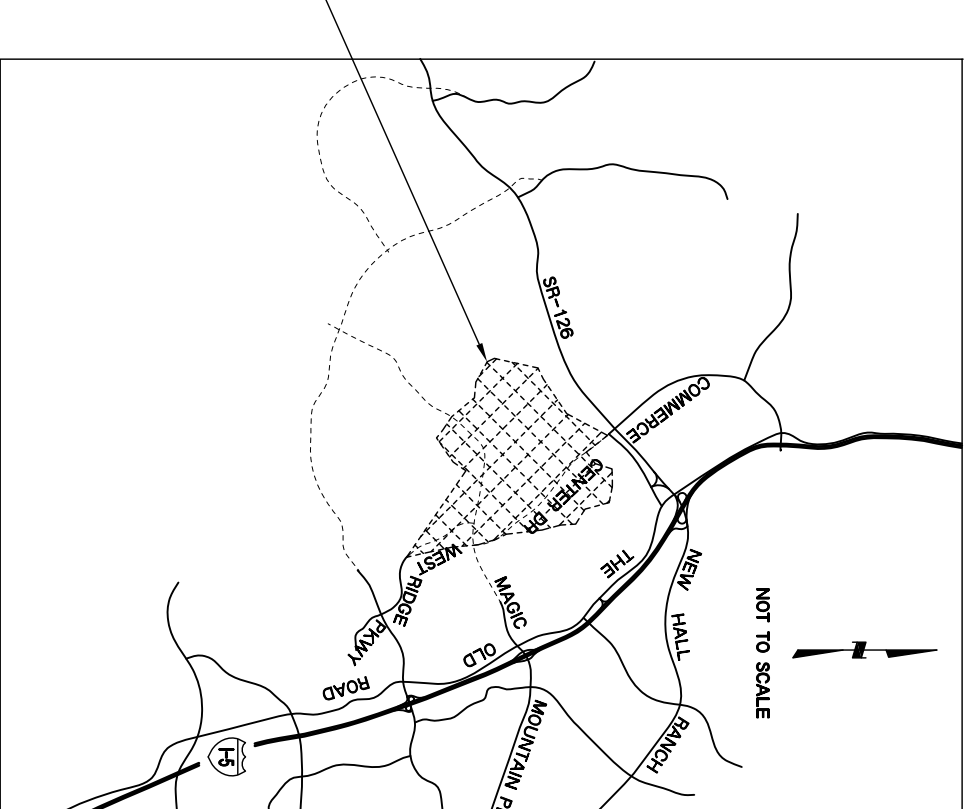 SR-126
COMMERCE
CENTER DR
WEST RIDGE PKWY
MAGIC
MOUNTAIN P
THE
OLD
ROAD
NEW HALL RANCH
I-5
NOT TO SCALE
N